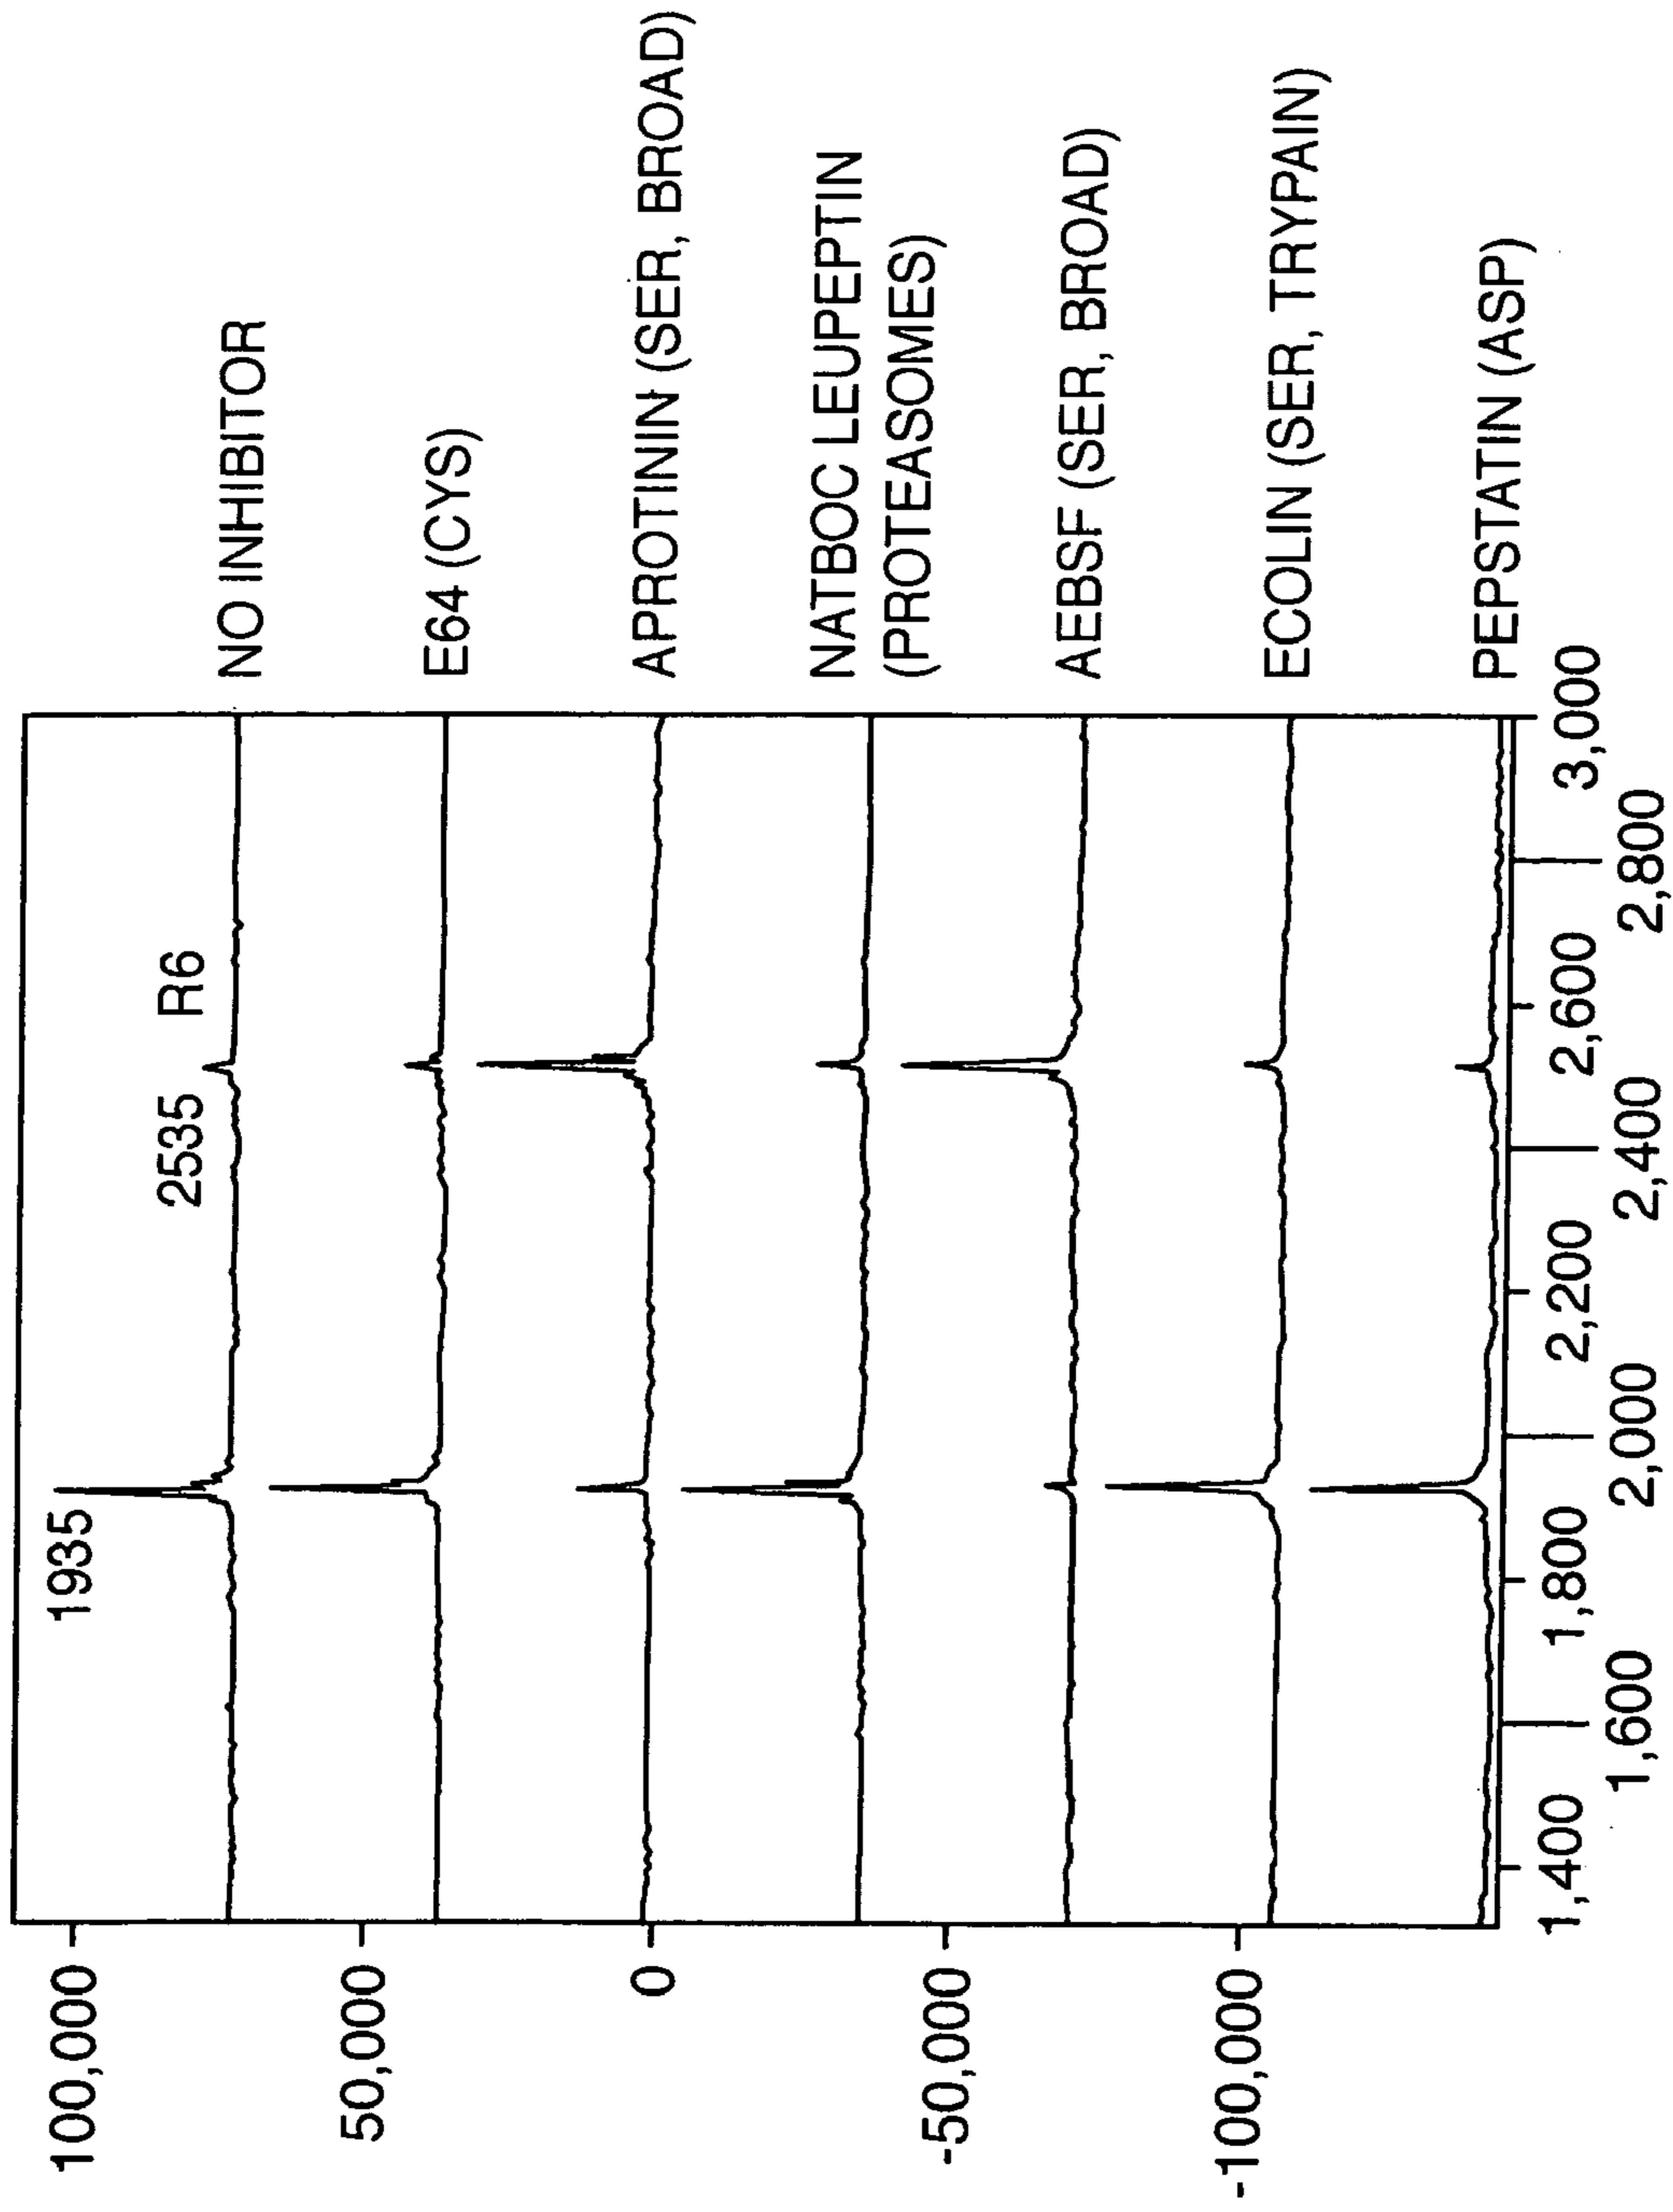 100,000
50,000
0
-50,000
-100,000
1935
2535 R6
NO INHIBITOR
E64 (CYS)
APROTININ (SER, BROAD)
NATBOC LEUPEPTIN
(PROTEASOMES)
AEBSF (SER, BROAD)
ECOLIN (SER, TRYPAIN)
PEPSTATIN (ASP)
1,400
1,600
1,800
2,000
2,200
2,400
2,600
2,800
3,000